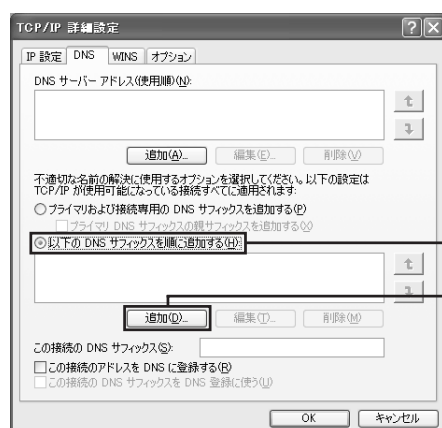 TCP/IP 詳細設定
IP 設定 DNS WINS オプション
DNS サーバー アドレス(使用順)(N):
追加(A)... 編集(E)... 削除(V)
不適切な名前の解決に使用するオプションを選択してください。以下の設定は
TCP/IP が使用可能になっている接続すべてに適用されます:
プライマリおよび接続専用の DNS サフィックスを追加する(P)
プライマリ DNS サフィックスの親サフィックスを追加する(X)
以下の DNS サフィックスを順に追加する(H):
追加(D)... 編集(T)... 削除(M)
この接続の DNS サフィックス(S):
この接続のアドレスを DNS に登録する(R)
この接続の DNS サフィックスを DNS 登録に使う(U)
OK キャンセル